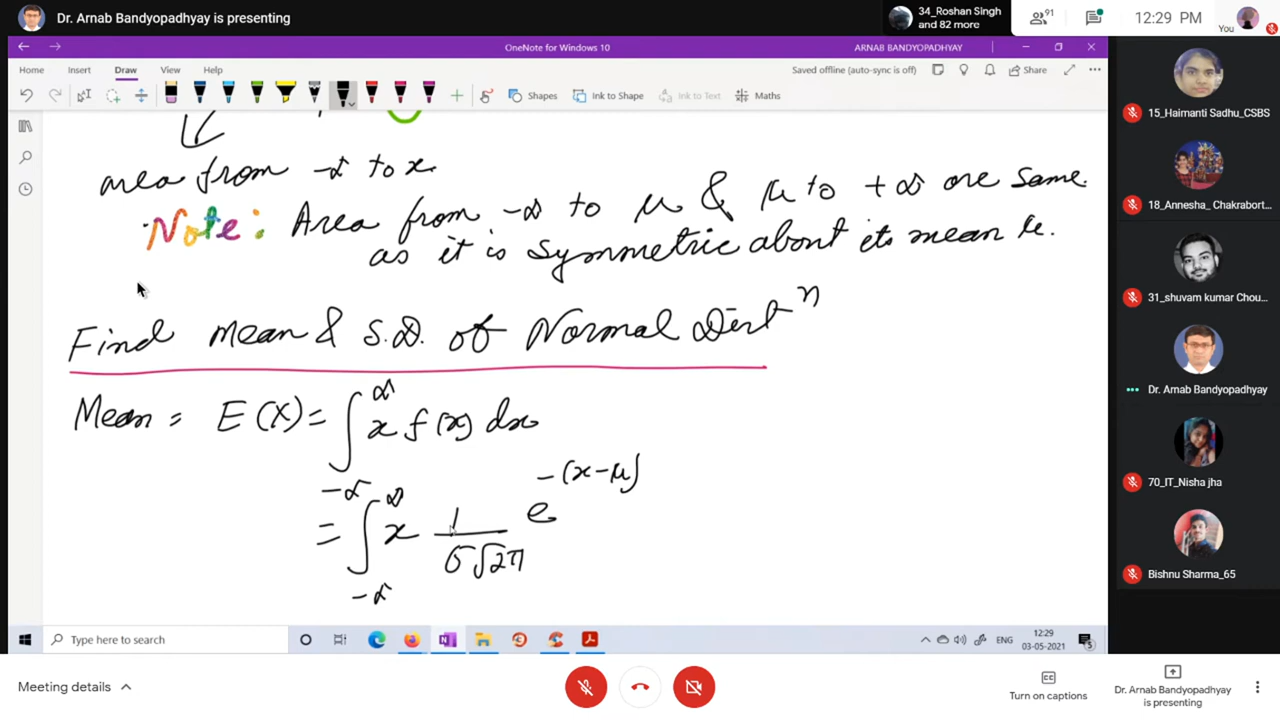 Dr. Arnab Bandyopadhyay is presenting
34_Roshan Singh
and 82 more
91
12:29 PM
You
OneNote for Windows 10
ARNAB BANDYOPADHYAY
Home Insert Draw View Help
Saved offline (auto-sync is off)
Share
Shapes
Ink to Shape
Ink to Text
Maths
area from -∞ to x.
Note: Area from -∞ to μ & μ to +∞ are same
as it is symmetric about its mean μ.
Find Mean & S.D. of Normal Distⁿ
Mean = E(X) = ∫_{-∞}^{∞} x f(x) dx
= ∫_{-∞}^{∞} x 1/(σ√2π) e^{-(x-μ)}
15_Haimanti Sadhu_CSBS
18_Annesha_ Chakrabort...
31_shuvam kumar Chou...
Dr. Arnab Bandyopadhyay
70_IT_Nisha jha
Bishnu Sharma_65
Type here to search
ENG
12:29
03-05-2021
5
Meeting details
Turn on captions
Dr. Arnab Bandyopadhyay
is presenting